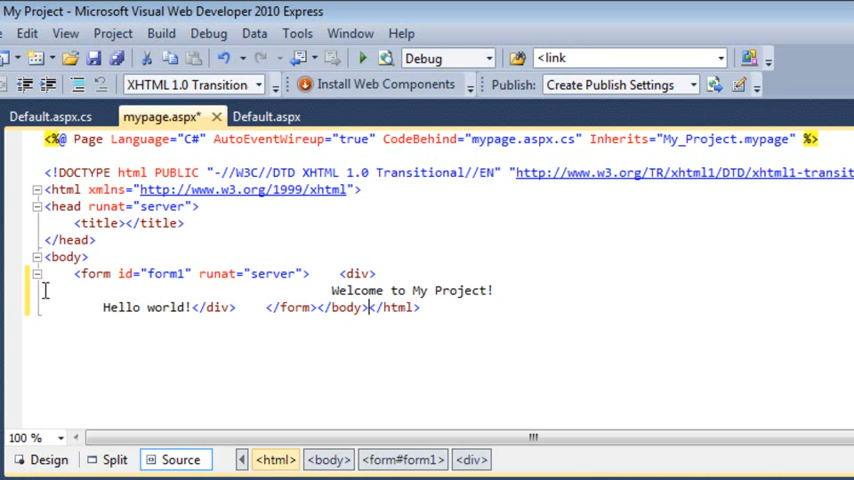 My Project - Microsoft Visual Web Developer 2010 Express
Edit View Project Build Debug Data Tools Window Help
Debug <link
XHTML 1.0 Transition Install Web Components Publish: Create Publish Settings
Default.aspx.cs mypage.aspx* Default.aspx
<%@ Page Language="C#" AutoEventWireup="true" CodeBehind="mypage.aspx.cs" Inherits="My_Project.mypage" %>
<!DOCTYPE html PUBLIC "-//W3C//DTD XHTML 1.0 Transitional//EN" "http://www.w3.org/TR/xhtml1/DTD/xhtml1-transit
<html xmlns="http://www.w3.org/1999/xhtml">
<head runat="server">
<title></title>
</head>
<body>
<form id="form1" runat="server"> <div>
Welcome to My Project!
Hello world!</div> </form></body></html>
100 %
Design Split Source <html> <body> <form#form1> <div>